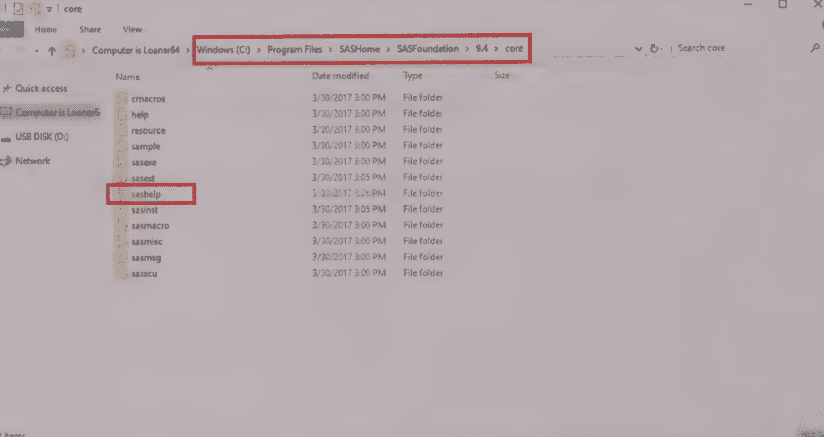 core
Home Share View
Computer is Loaner64 > Windows (C:) > Program Files > SASHome > SASFoundation > 9.4 > core Search core
Name Date modified Type Size
Quick access
Computer is Loaner6
USB DISK (D:)
Network
cmacros 3/30/2017 3:00 PM File folder
help 3/30/2017 3:00 PM File folder
resource 3/30/2017 3:00 PM File folder
sample 3/30/2017 3:00 PM File folder
sasexe 3/30/2017 3:00 PM File folder
sasext 3/30/2017 3:05 PM File folder
sashelp File folder
sasinst 3/30/2017 3:05 PM File folder
sasmacro 3/30/2017 3:00 PM File folder
sasmisc 3/30/2017 3:00 PM File folder
sasmsg 3/30/2017 3:00 PM File folder
sasscu 3/30/2017 3:00 PM File folder
items